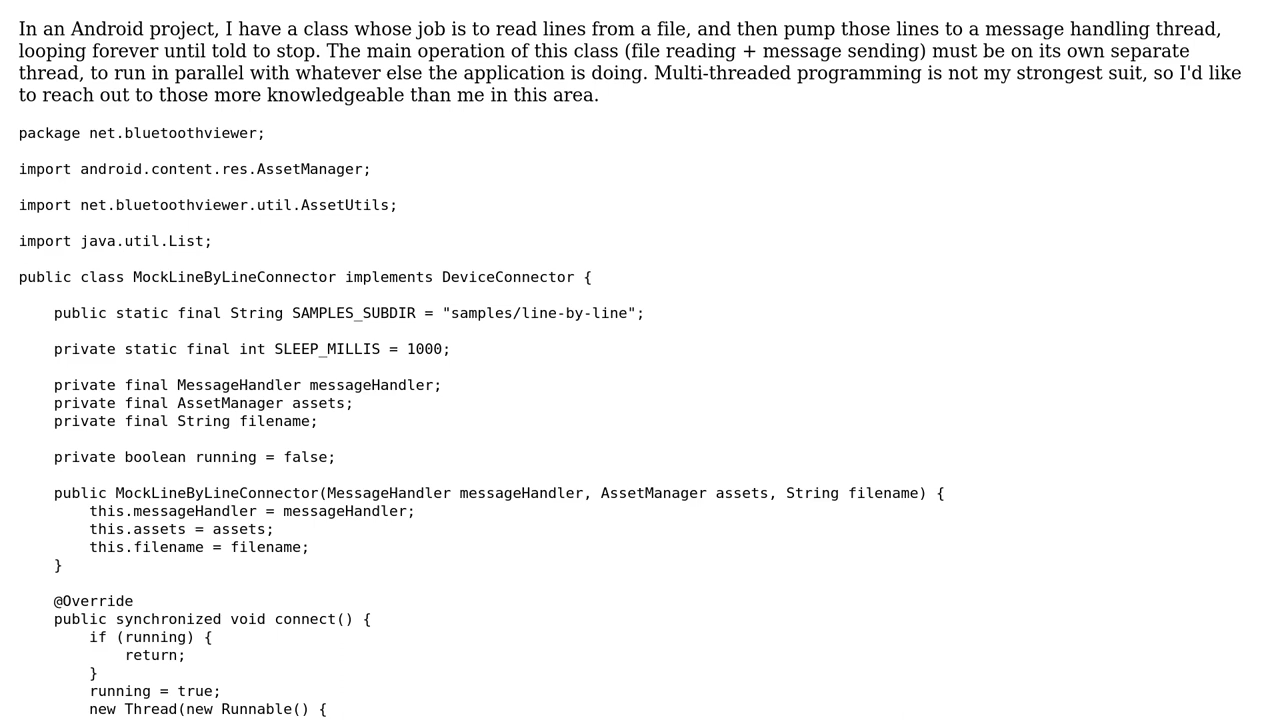 In an Android project, I have a class whose job is to read lines from a file, and then pump those lines to a message handling thread,
looping forever until told to stop. The main operation of this class (file reading + message sending) must be on its own separate
thread, to run in parallel with whatever else the application is doing. Multi-threaded programming is not my strongest suit, so I'd like
to reach out to those more knowledgeable than me in this area.
package net.bluetoothviewer;
import android.content.res.AssetManager;
import net.bluetoothviewer.util.AssetUtils;
import java.util.List;
public class MockLineByLineConnector implements DeviceConnector {
    public static final String SAMPLES_SUBDIR = "samples/line-by-line";
    private static final int SLEEP_MILLIS = 1000;
    private final MessageHandler messageHandler;
    private final AssetManager assets;
    private final String filename;
    private boolean running = false;
    public MockLineByLineConnector(MessageHandler messageHandler, AssetManager assets, String filename) {
        this.messageHandler = messageHandler;
        this.assets = assets;
        this.filename = filename;
    }
    @Override
    public synchronized void connect() {
        if (running) {
            return;
        }
        running = true;
        new Thread(new Runnable() {